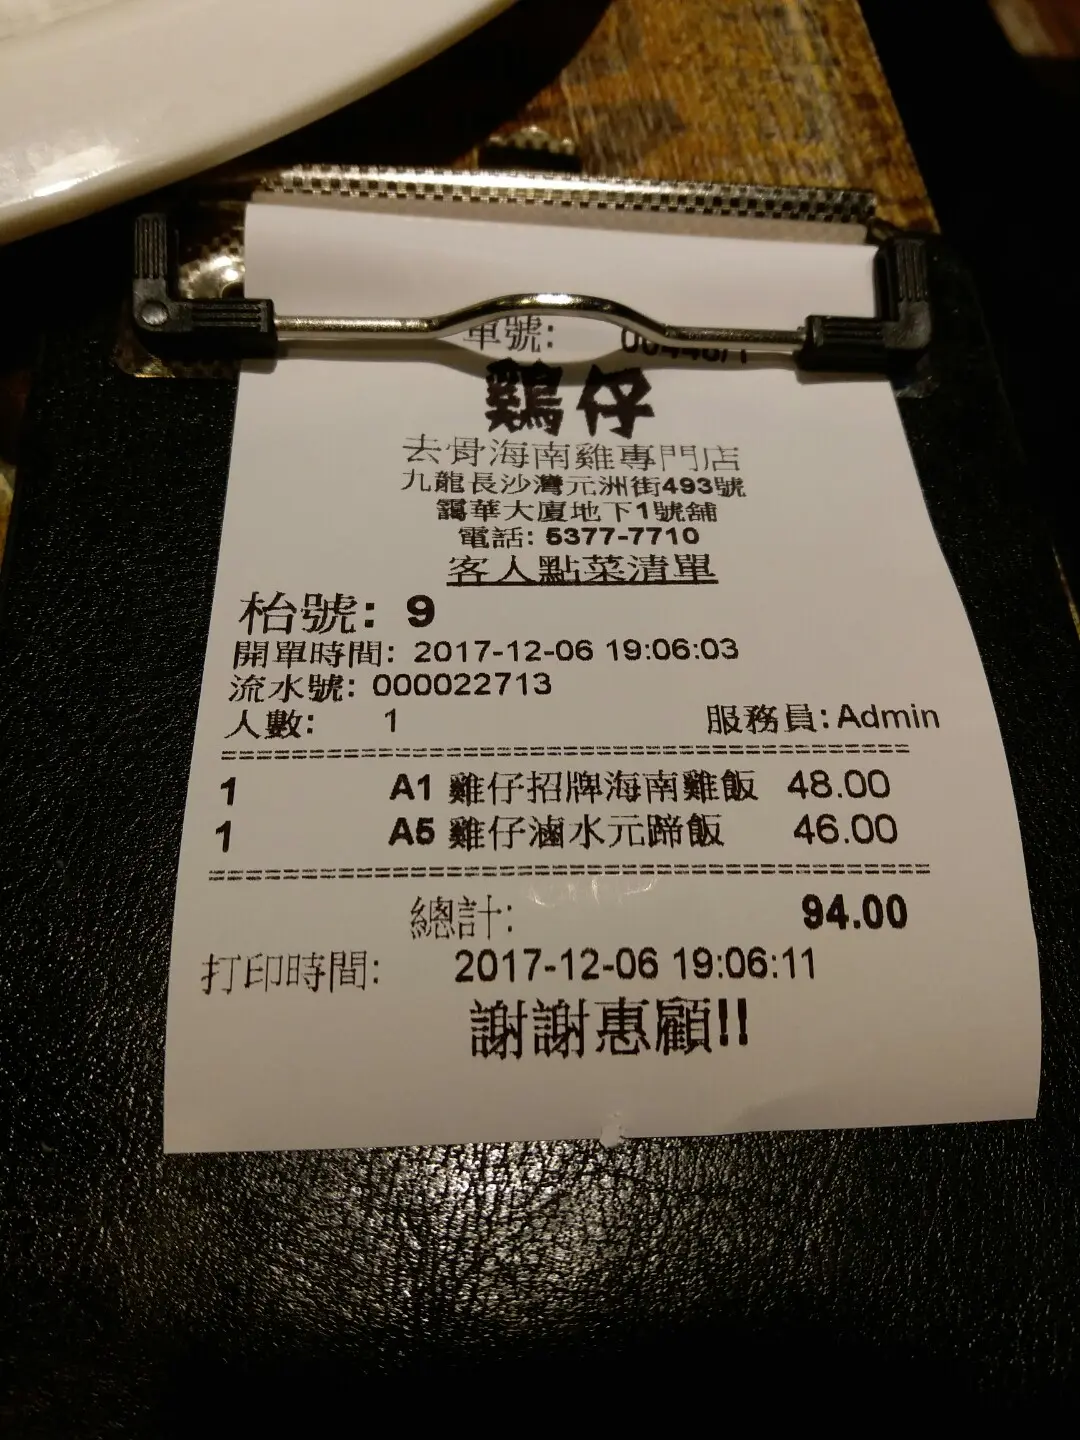 單號:
鷄仔
去骨海南雞專門店
九龍長沙灣元洲街493號
靄華大廈地下1號舖
電話: 5377-7710
客人點菜清單
枱號: 9
開單時間: 2017-12-06 19:06:03
流水號: 000022713
人數: 1 服務員: Admin
1 A1 雞仔招牌海南雞飯 48.00
1 A5 雞仔滷水元蹄飯 46.00
總計: 94.00
打印時間: 2017-12-06 19:06:11
謝謝惠顧!!